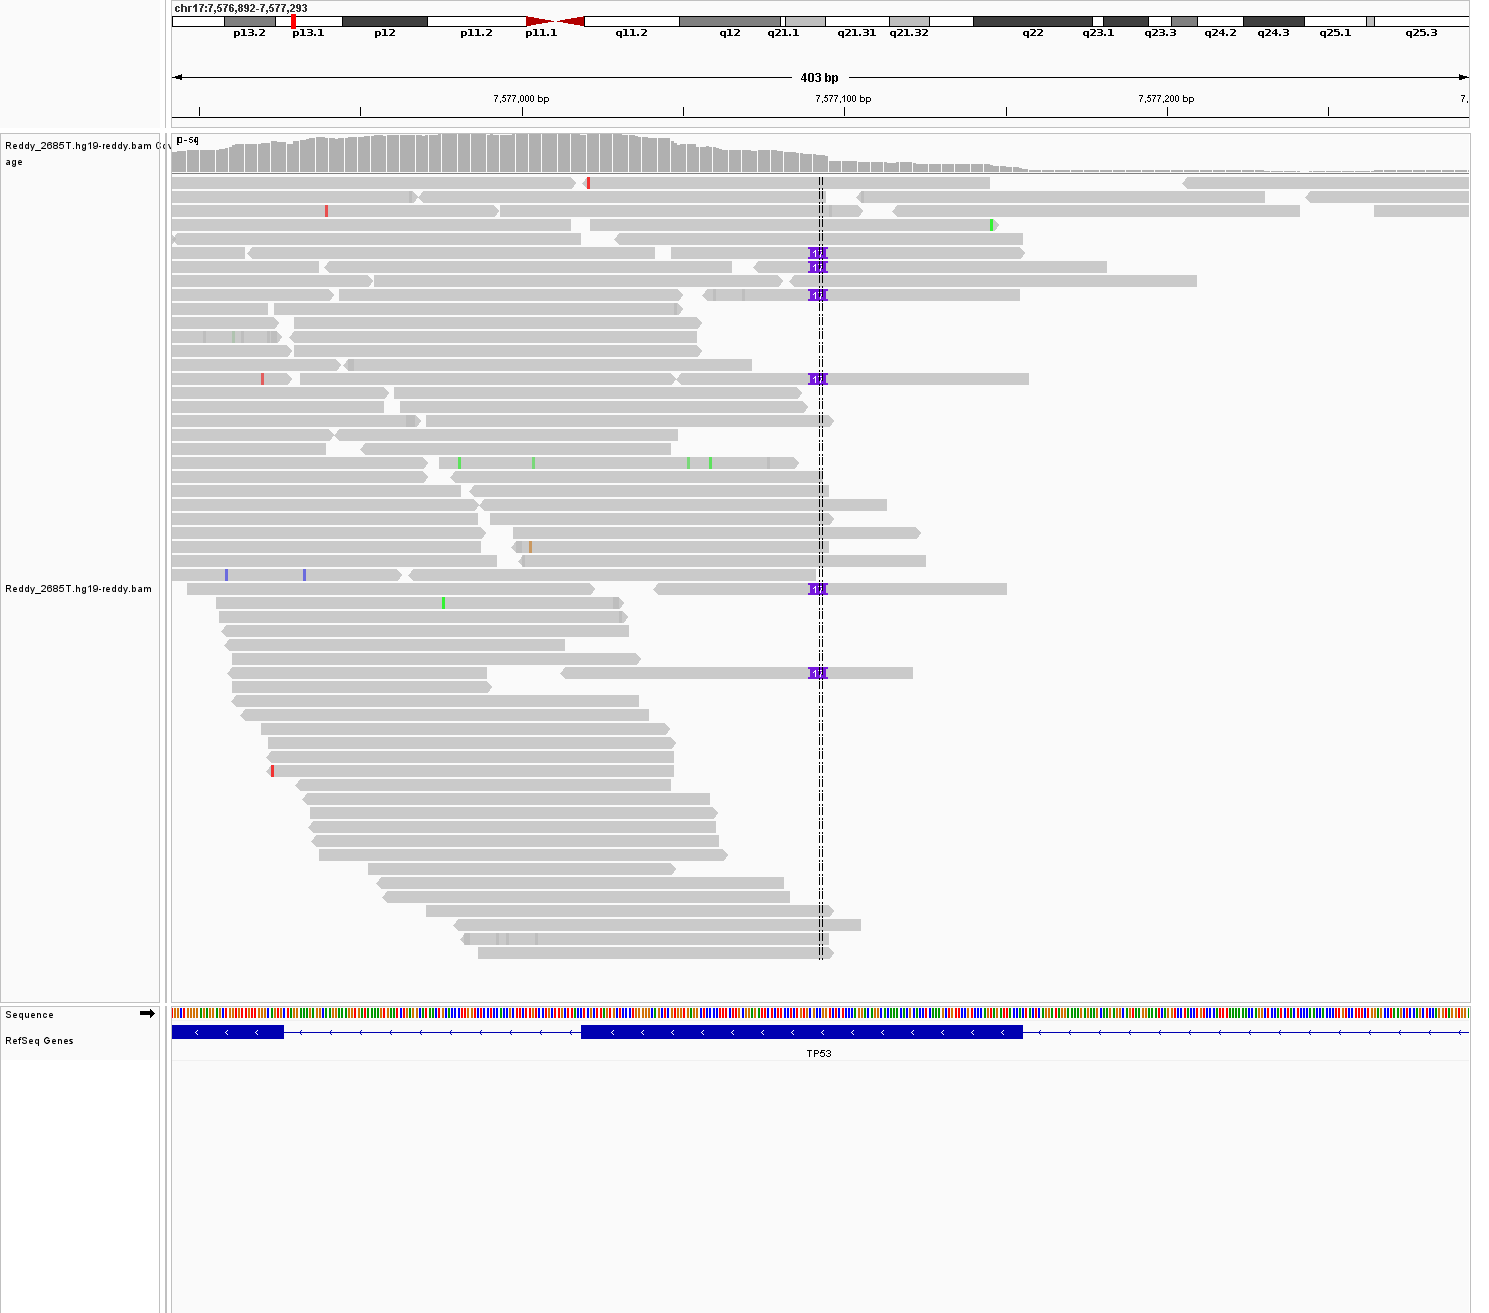 chr17:7,576,892-7,577,293
p13.2 p13.1 p12 p11.2 p11.1 q11.2 q12 q21.1 q21.31 q21.32 q22 q23.1 q23.3 q24.2 q24.3 q25.1 q25.3
403 bp
7,577,000 bp 7,577,100 bp 7,577,200 bp 7,
[0-54]
Reddy_2685T.hg19-reddy.bam Cov
age
17
17
17
17
Reddy_2685T.hg19-reddy.bam
17
17
Sequence
RefSeq Genes
TP53